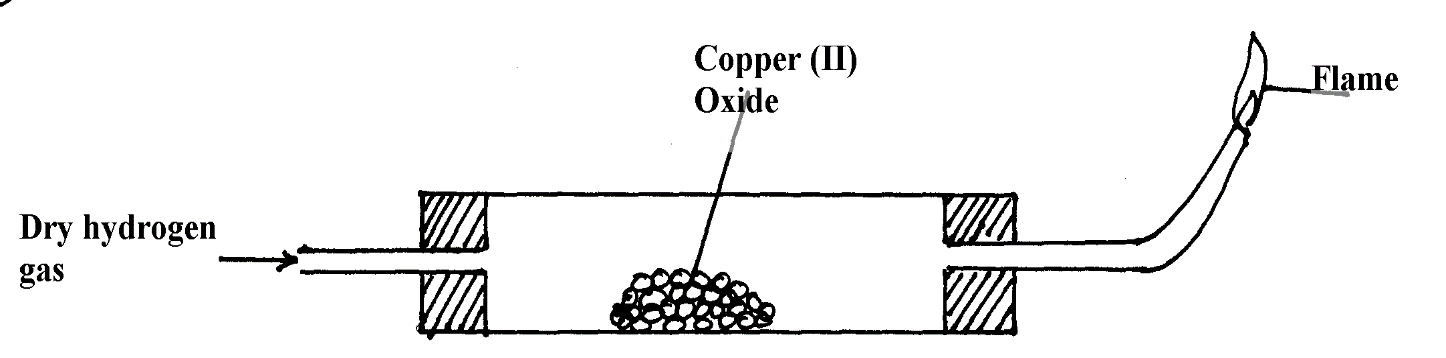 Copper (II)
Oxide
Flame
Dry hydrogen
gas